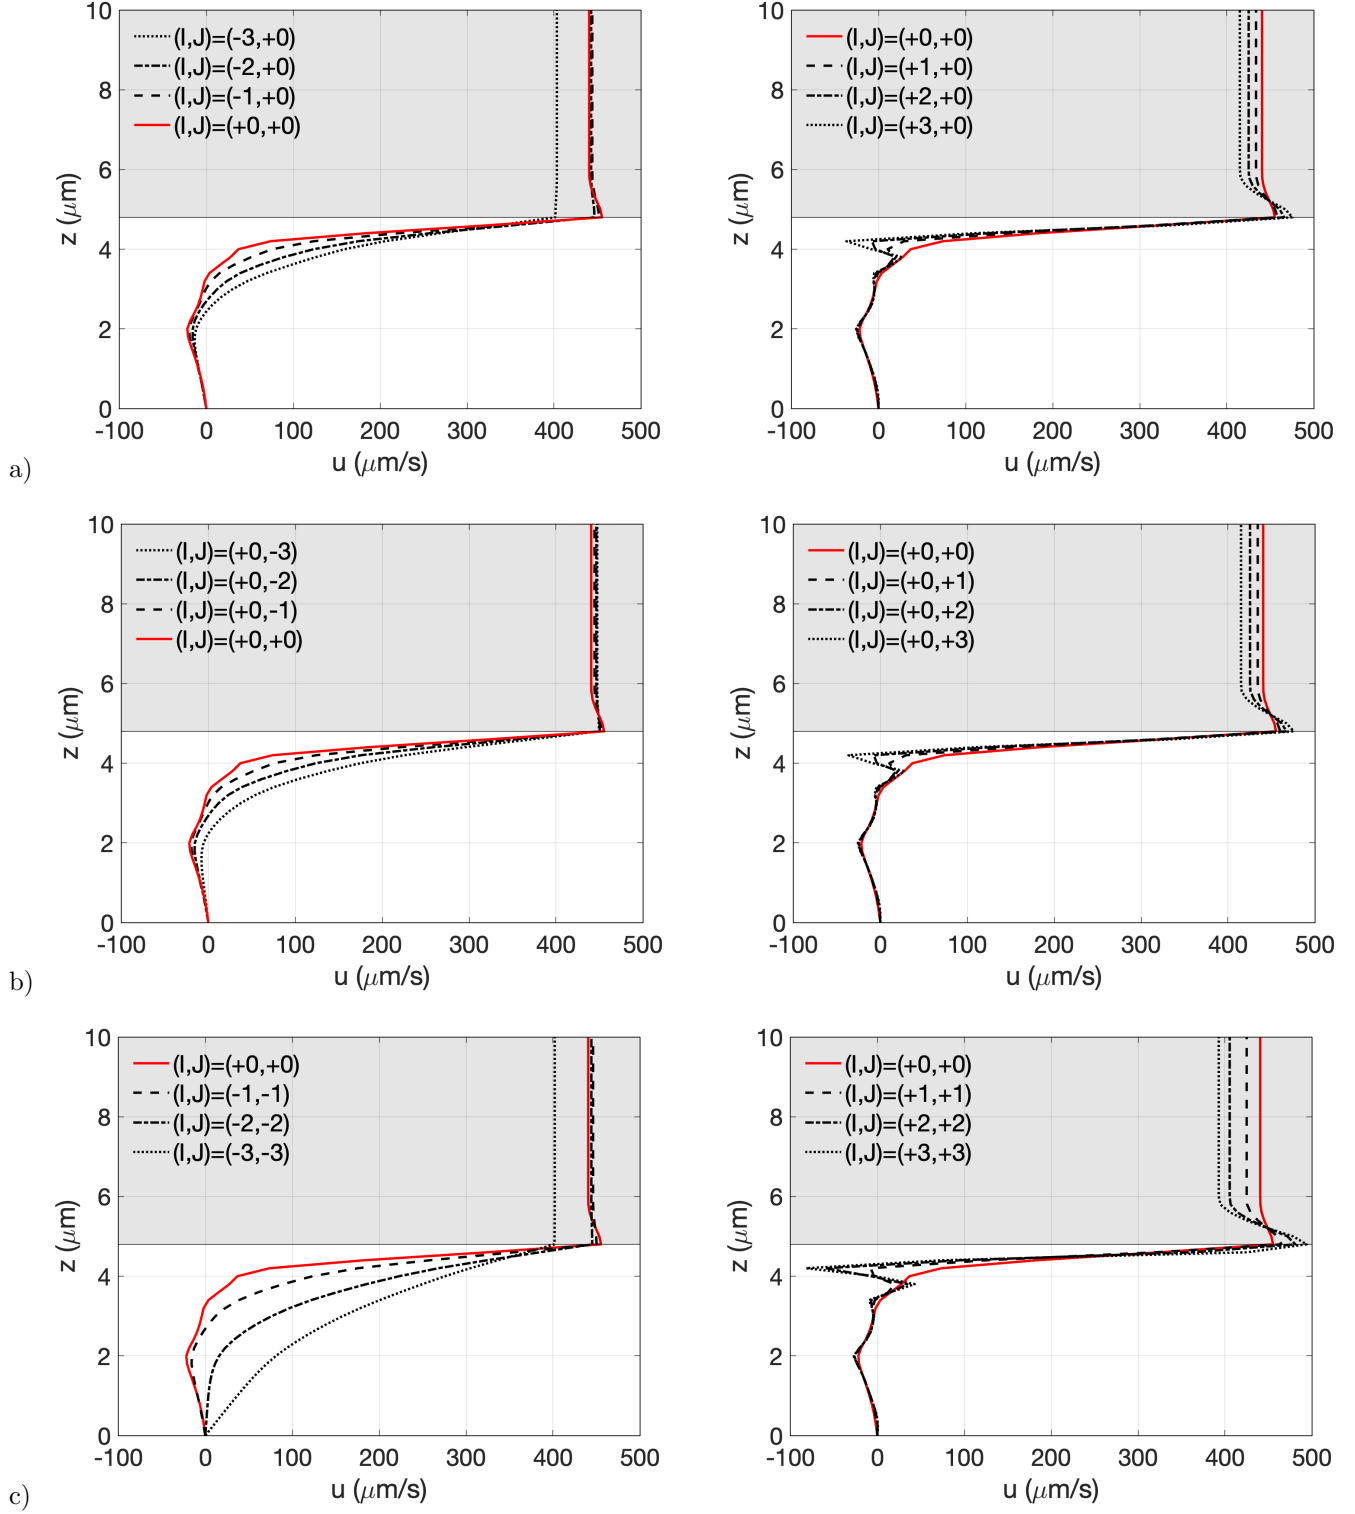 10
8
6
4
2
0
z (μm)
(I,J)=(-3,+0)
(I,J)=(-2,+0)
(I,J)=(-1,+0)
(I,J)=(+0,+0)
-100 0 100 200 300 400 500
u (μm/s)
10
8
6
4
2
0
z (μm)
(I,J)=(+0,+0)
(I,J)=(+1,+0)
(I,J)=(+2,+0)
(I,J)=(+3,+0)
-100 0 100 200 300 400 500
u (μm/s)
a)
10
8
6
4
2
0
z (μm)
(I,J)=(+0,-3)
(I,J)=(+0,-2)
(I,J)=(+0,-1)
(I,J)=(+0,+0)
-100 0 100 200 300 400 500
u (μm/s)
10
8
6
4
2
0
z (μm)
(I,J)=(+0,+0)
(I,J)=(+0,+1)
(I,J)=(+0,+2)
(I,J)=(+0,+3)
-100 0 100 200 300 400 500
u (μm/s)
b)
10
8
6
4
2
0
z (μm)
(I,J)=(+0,+0)
(I,J)=(-1,-1)
(I,J)=(-2,-2)
(I,J)=(-3,-3)
-100 0 100 200 300 400 500
u (μm/s)
10
8
6
4
2
0
z (μm)
(I,J)=(+0,+0)
(I,J)=(+1,+1)
(I,J)=(+2,+2)
(I,J)=(+3,+3)
-100 0 100 200 300 400 500
u (μm/s)
c)